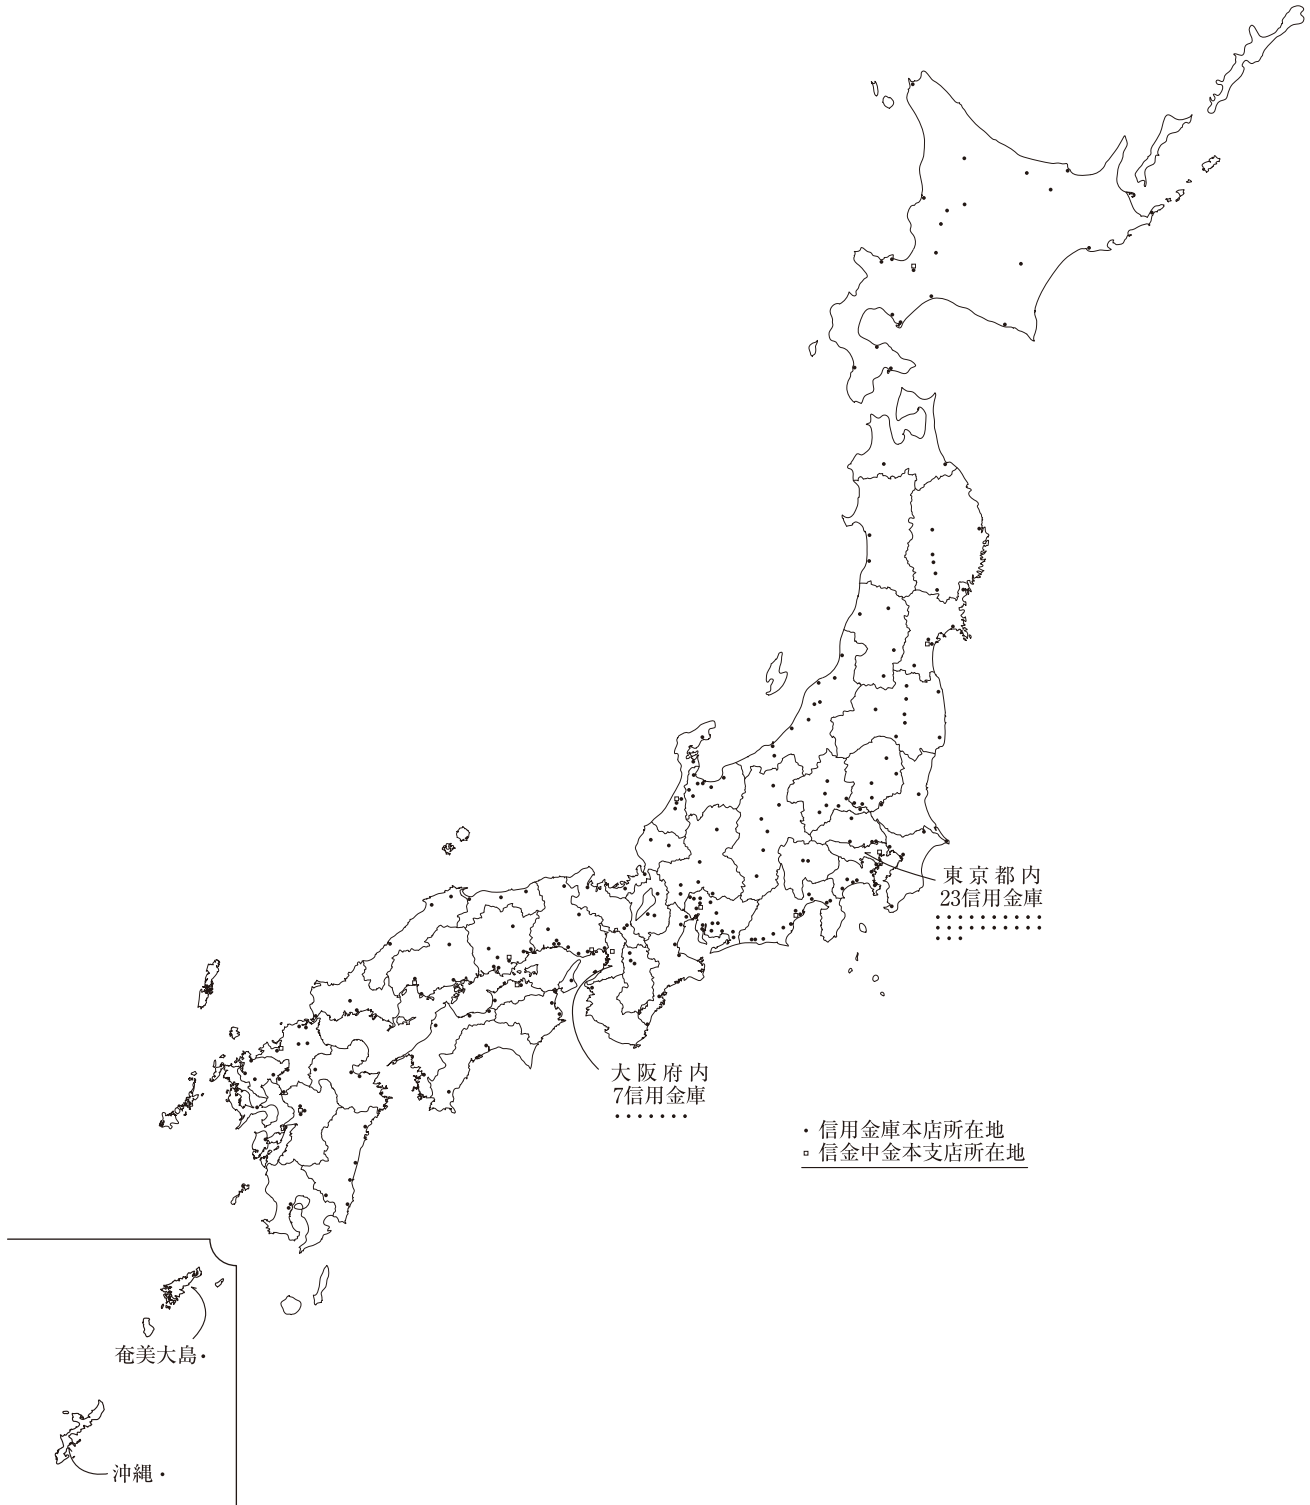 東京都内
23信用金庫
大阪府内
7信用金庫
・信用金庫本店所在地
□信金中金本支店所在地
奄美大島・
沖縄・